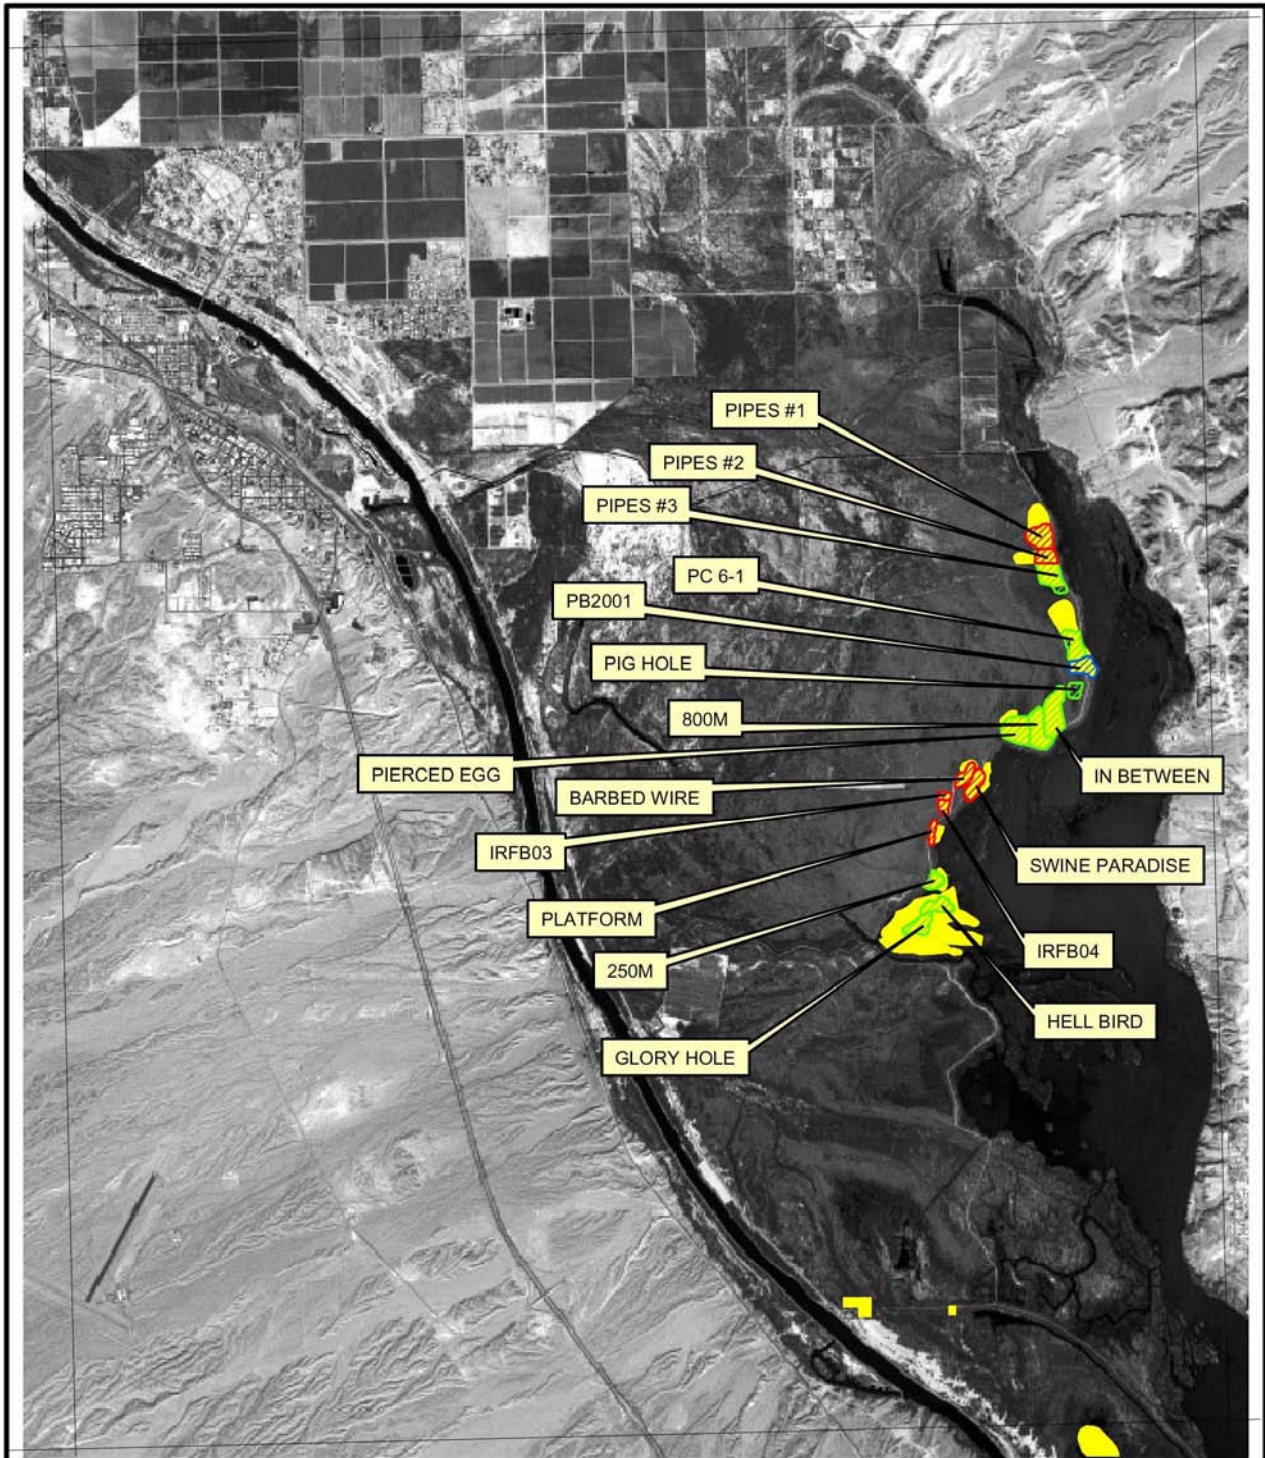 PIPES #1
PIPES #2
PIPES #3
PC 6-1
PB2001
PIG HOLE
800M
PIERCED EGG
IN BETWEEN
BARBED WIRE
IRFB03
SWINE PARADISE
PLATFORM
IRFB04
250M
HELL BIRD
GLORY HOLE